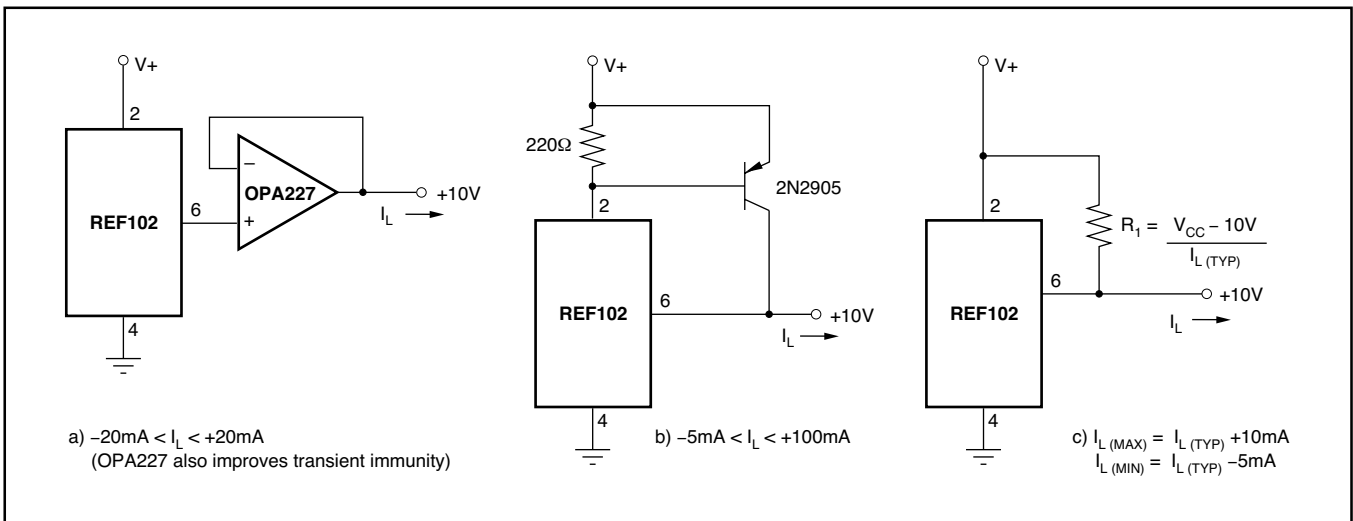 V+
2
REF102
6
4
−
+
OPA227
+10V
I_L
a) −20mA < I_L < +20mA
(OPA227 also improves transient immunity)
V+
220Ω
2N2905
2
REF102
6
+10V
I_L
4
b) −5mA < I_L < +100mA
V+
2
R_1 = V_CC − 10V
I_L (TYP)
REF102
6
+10V
I_L
4
c) I_L (MAX) = I_L (TYP) +10mA
I_L (MIN) = I_L (TYP) −5mA